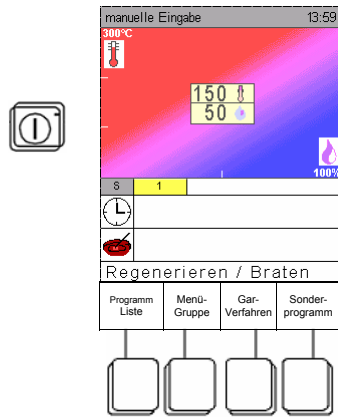 manuelle Eingabe 13:59
300°C
150
50
100%
S 1
Regenerieren / Braten
Programm Menü- Gar- Sonder-
Liste Gruppe Verfahren programm